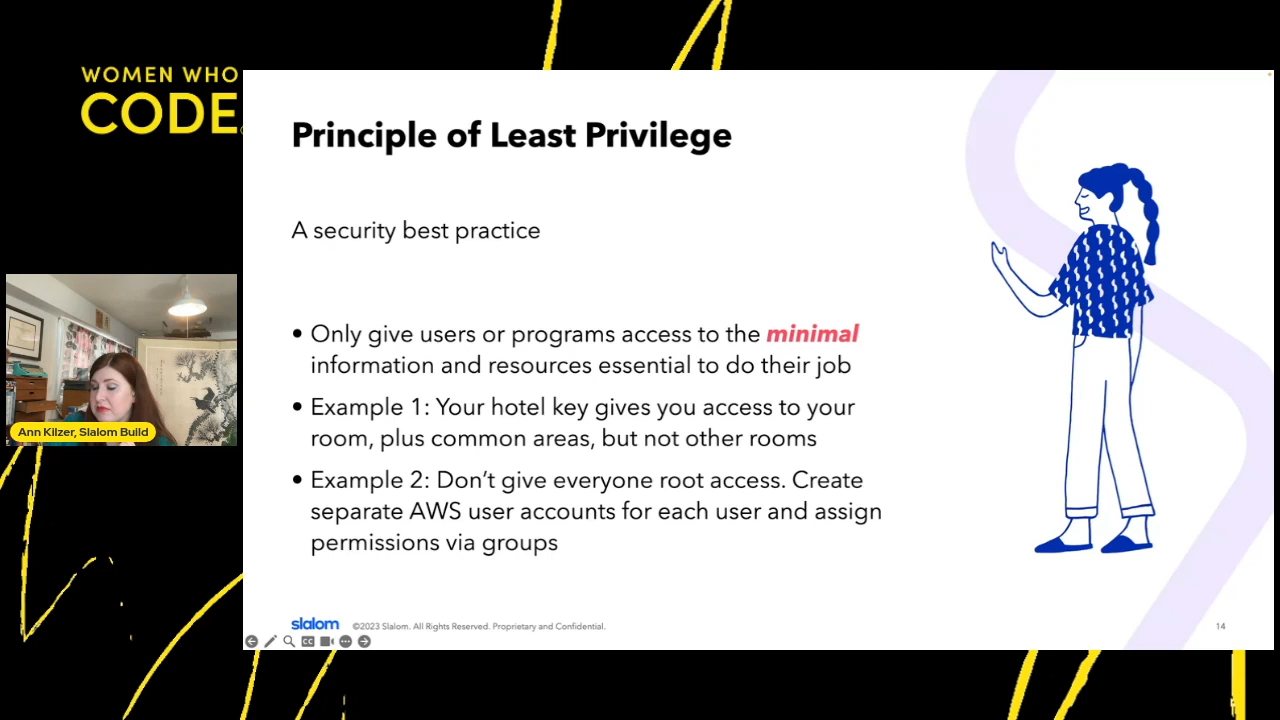 WOMEN WHO
CODE
Principle of Least Privilege
A security best practice
• Only give users or programs access to the minimal
information and resources essential to do their job
• Example 1: Your hotel key gives you access to your
room, plus common areas, but not other rooms
• Example 2: Don’t give everyone root access. Create
separate AWS user accounts for each user and assign
permissions via groups
Ann Kilzer, Slalom Build
slalom
©2023 Slalom. All Rights Reserved. Proprietary and Confidential.
14
CC